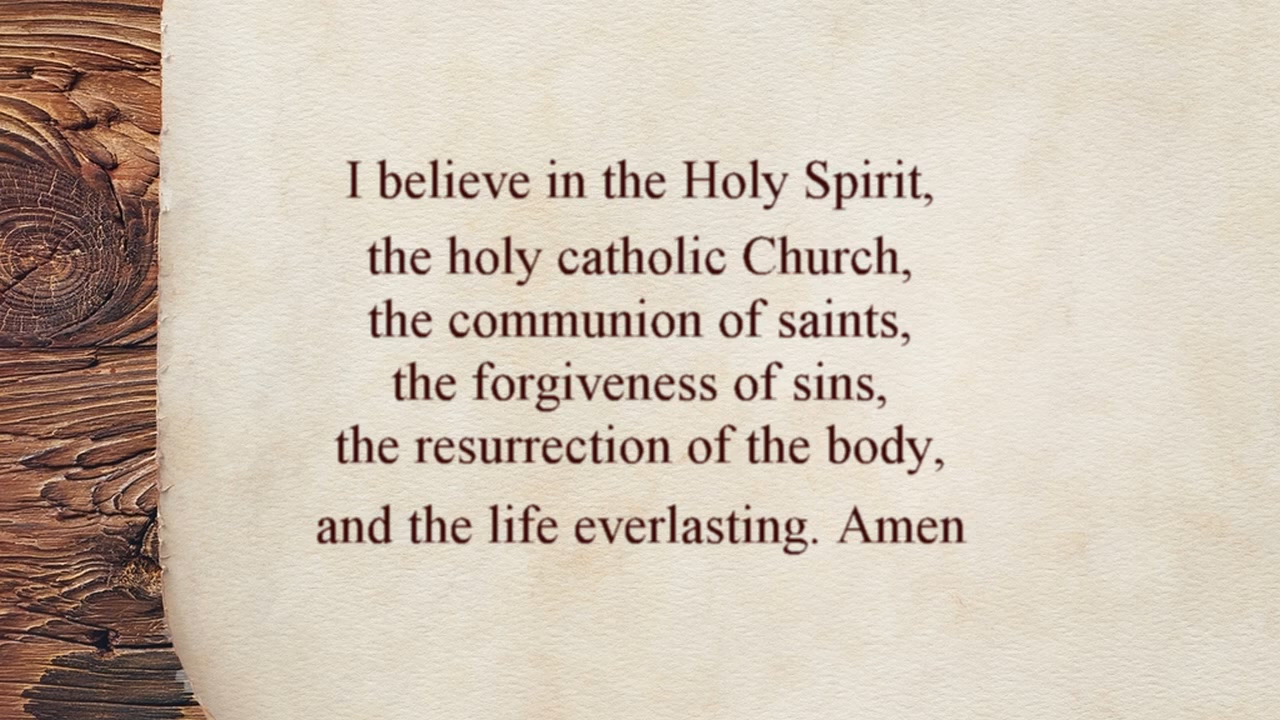 I believe in the Holy Spirit,
the holy catholic Church,
the communion of saints,
the forgiveness of sins,
the resurrection of the body,
and the life everlasting. Amen